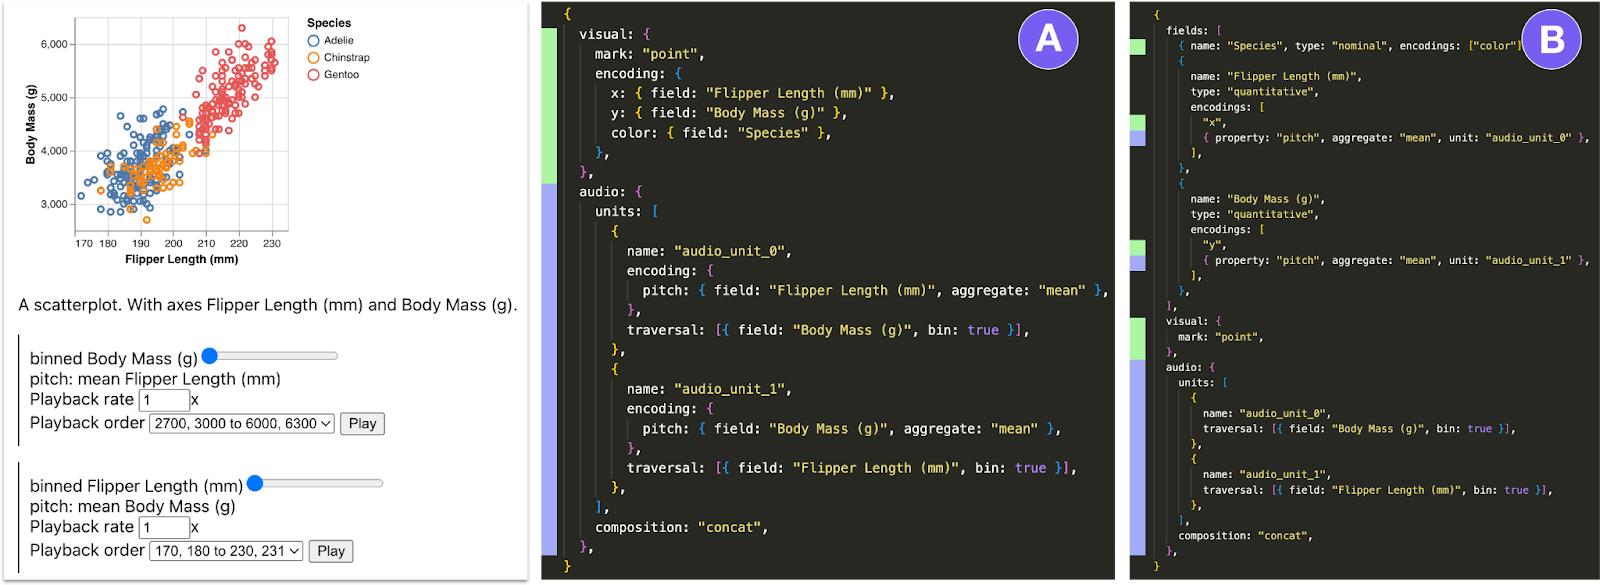 Species
Adelie
Chinstrap
Gentoo
6,000
5,000
4,000
3,000
Body Mass (g)
170 180 190 200 210 220 230
Flipper Length (mm)
A scatterplot. With axes Flipper Length (mm) and Body Mass (g).
binned Body Mass (g)
pitch: mean Flipper Length (mm)
Playback rate 1 x
Playback order 2700, 3000 to 6000, 6300 Play
binned Flipper Length (mm)
pitch: mean Body Mass (g)
Playback rate 1 x
Playback order 170, 180 to 230, 231 Play
A
{
visual: {
mark: "point",
encoding: {
x: { field: "Flipper Length (mm)" },
y: { field: "Body Mass (g)" },
color: { field: "Species" },
},
},
audio: {
units: [
{
name: "audio_unit_0",
encoding: {
pitch: { field: "Flipper Length (mm)", aggregate: "mean" },
},
traversal: [{ field: "Body Mass (g)", bin: true }],
},
{
name: "audio_unit_1",
encoding: {
pitch: { field: "Body Mass (g)", aggregate: "mean" },
},
traversal: [{ field: "Flipper Length (mm)", bin: true }],
},
],
composition: "concat",
},
}
B
{
fields: [
{ name: "Species", type: "nominal", encodings: ["color"]
{
name: "Flipper Length (mm)",
type: "quantitative",
encodings: [
"x",
{ property: "pitch", aggregate: "mean", unit: "audio_unit_0" },
],
},
{
name: "Body Mass (g)",
type: "quantitative",
encodings: [
"y",
{ property: "pitch", aggregate: "mean", unit: "audio_unit_1" },
],
},
],
visual: {
mark: "point",
},
audio: {
units: [
{
name: "audio_unit_0",
traversal: [{ field: "Body Mass (g)", bin: true }],
},
{
name: "audio_unit_1",
traversal: [{ field: "Flipper Length (mm)", bin: true }],
},
],
composition: "concat",
},
}